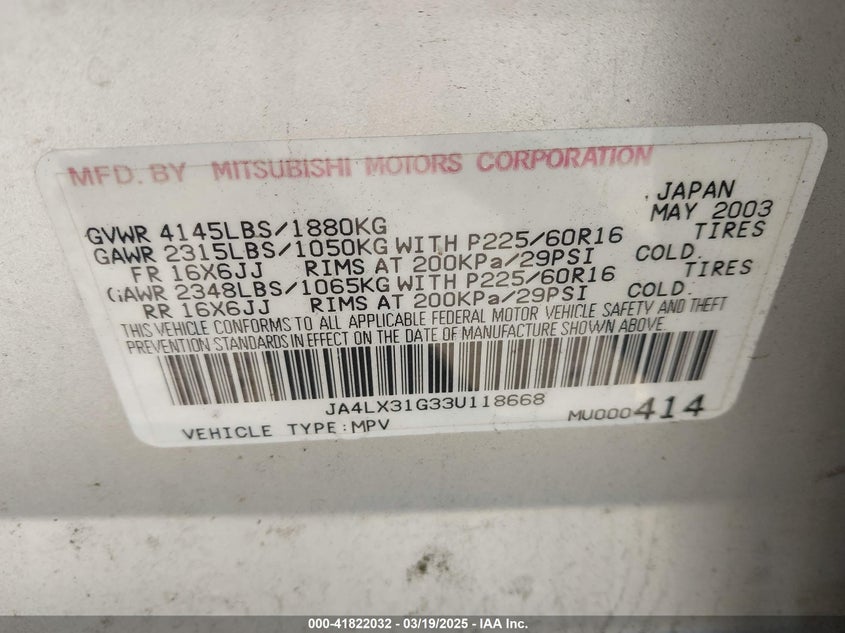 MFD. BY MITSUBISHI MOTORS CORPORATION
JAPAN
MAY 2003
GVWR 4145LBS/1880KG
GAWR 2315LBS/1050KG WITH P225/60R16 TIRES
FR 16X6JJ RIMS AT 200KPa/29PSI COLD.
GAWR 2348LBS/1065KG WITH P225/60R16 TIRES
RR 16X6JJ RIMS AT 200KPa/29PSI COLD.
THIS VEHICLE CONFORMS TO ALL APPLICABLE FEDERAL MOTOR VEHICLE SAFETY AND THEFT
PREVENTION STANDARDS IN EFFECT ON THE DATE OF MANUFACTURE SHOWN ABOVE.
JA4LX31G33U118668
VEHICLE TYPE:MPV
MU000414
000-41822032 - 03/19/2025 - IAA Inc.